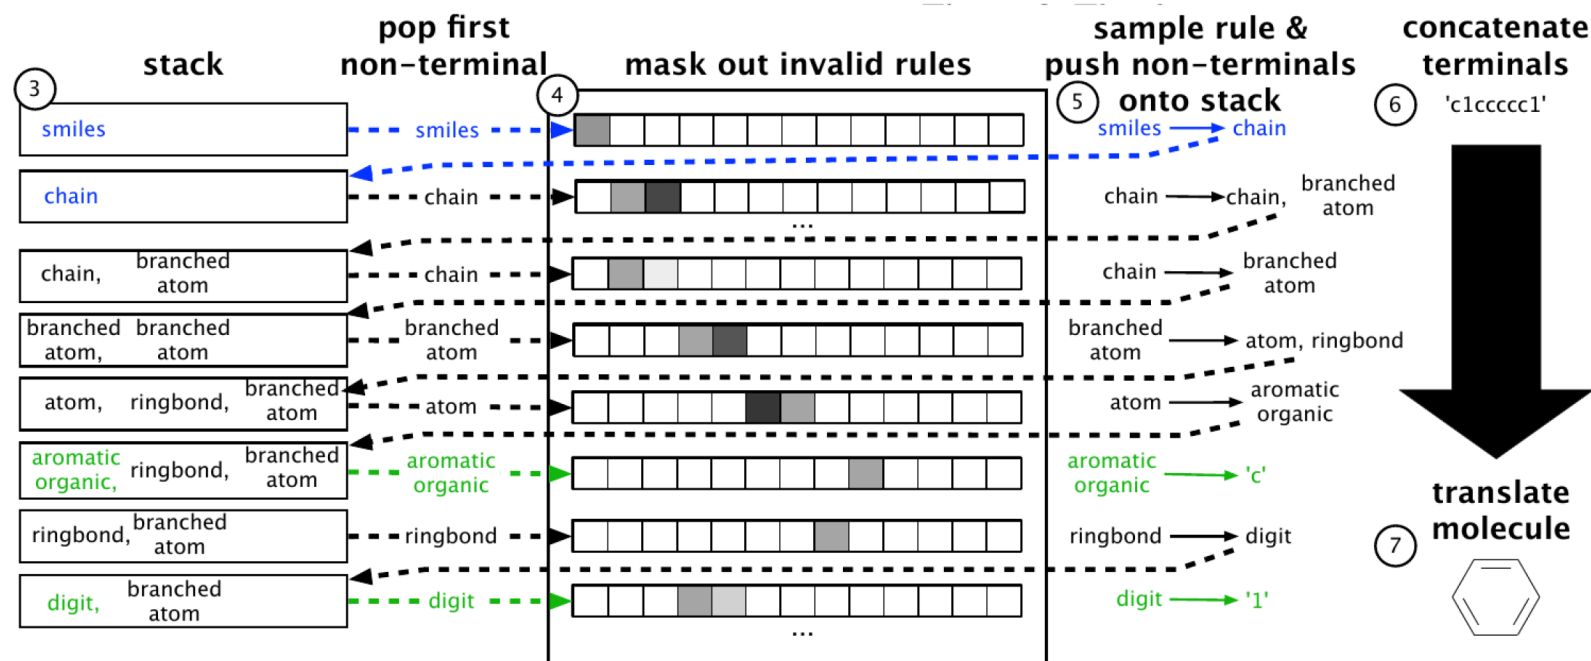 pop first
non-terminal
stack
mask out invalid rules
sample rule &
push non-terminals
onto stack
concatenate
terminals
3
4
5
6
'c1ccccc1'
smiles
smiles
smiles
chain
chain
chain
chain
chain,
branched
atom
...
chain,
branched
atom
chain
chain
branched
atom
branched
atom,
branched
atom
branched
atom
branched
atom
atom, ringbond
atom,
ringbond,
branched
atom
atom
atom
aromatic
organic
aromatic
organic,
ringbond,
branched
atom
aromatic
organic
aromatic
organic
'c'
ringbond,
branched
atom
ringbond
ringbond
digit
digit,
branched
atom
digit
digit
'1'
...
translate
molecule
7